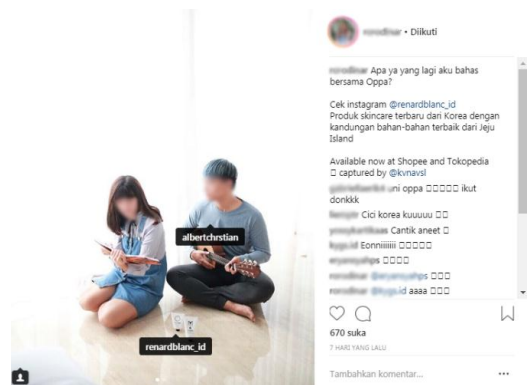 • Diikuti
Apa ya yang lagi aku bahas
bersama Oppa?
Cek instagram @renardblanc_id
Produk skincare terbaru dari Korea dengan
kandungan bahan-bahan terbaik dari Jeju
Island
Available now at Shopee and Tokopedia
captured by @kvnavsl
uni oppa ikut
donkkk
Cici korea kuuuuu
Cantik aneet
Eonniiiiiii
aaaa
albertchrstian
renardblanc_id
670 suka
7 HARI YANG LALU
Tambahkan komentar...